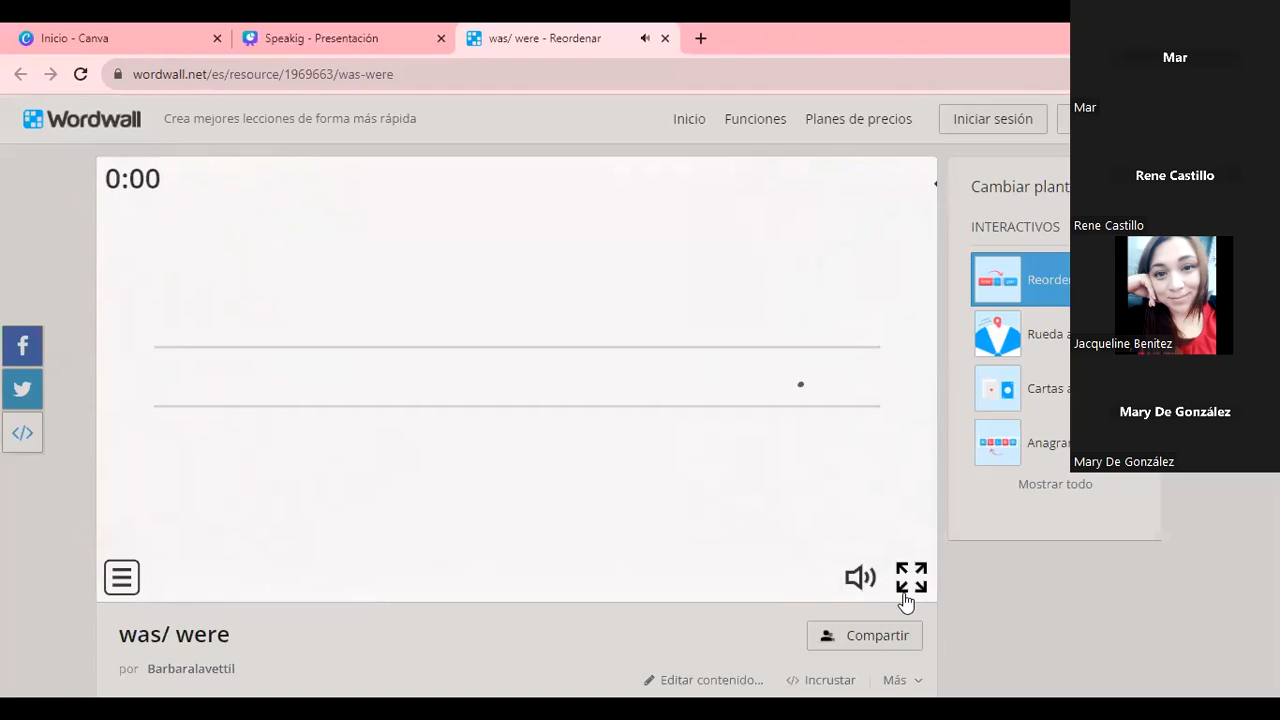 Inicio - Canva
Speakig - Presentación
was/ were - Reordenar
wordwall.net/es/resource/1969663/was-were
Wordwall
Crea mejores lecciones de forma más rápida
Inicio
Funciones
Planes de precios
Iniciar sesión
0:00
Cambiar plant
INTERACTIVOS
Reorde
Rueda a
Cartas a
Anagra
Mostrar todo
was/ were
Compartir
por Barbaralavettil
Editar contenido...
Incrustar
Más
Mar
Mar
Rene Castillo
Rene Castillo
Jacqueline Benitez
Mary De González
Mary De González